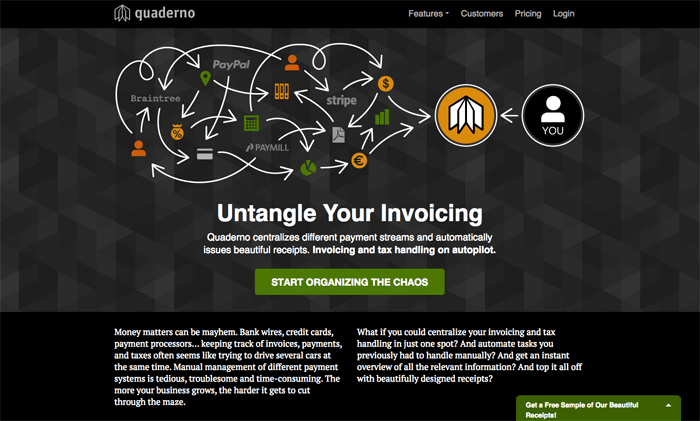 quaderno
Features
Customers
Pricing
Login
PayPal
Braintree
stripe
$
%
PAYMILL
€
YOU
Untangle Your Invoicing
Quaderno centralizes different payment streams and automatically
issues beautiful receipts. Invoicing and tax handling on autopilot.
START ORGANIZING THE CHAOS
Money matters can be mayhem. Bank wires, credit cards,
payment processors... keeping track of invoices, payments,
and taxes often seems like trying to drive several cars at
the same time. Manual management of different payment
systems is tedious, troublesome and time-consuming. The
more your business grows, the harder it gets to cut
through the maze.
What if you could centralize your invoicing and tax
handling in just one spot? And automate tasks you
previously had to handle manually? And get an instant
overview of all the relevant information? And top it all off
with beautifully designed receipts?
Get a Free Sample of Our Beautiful
Receipts!